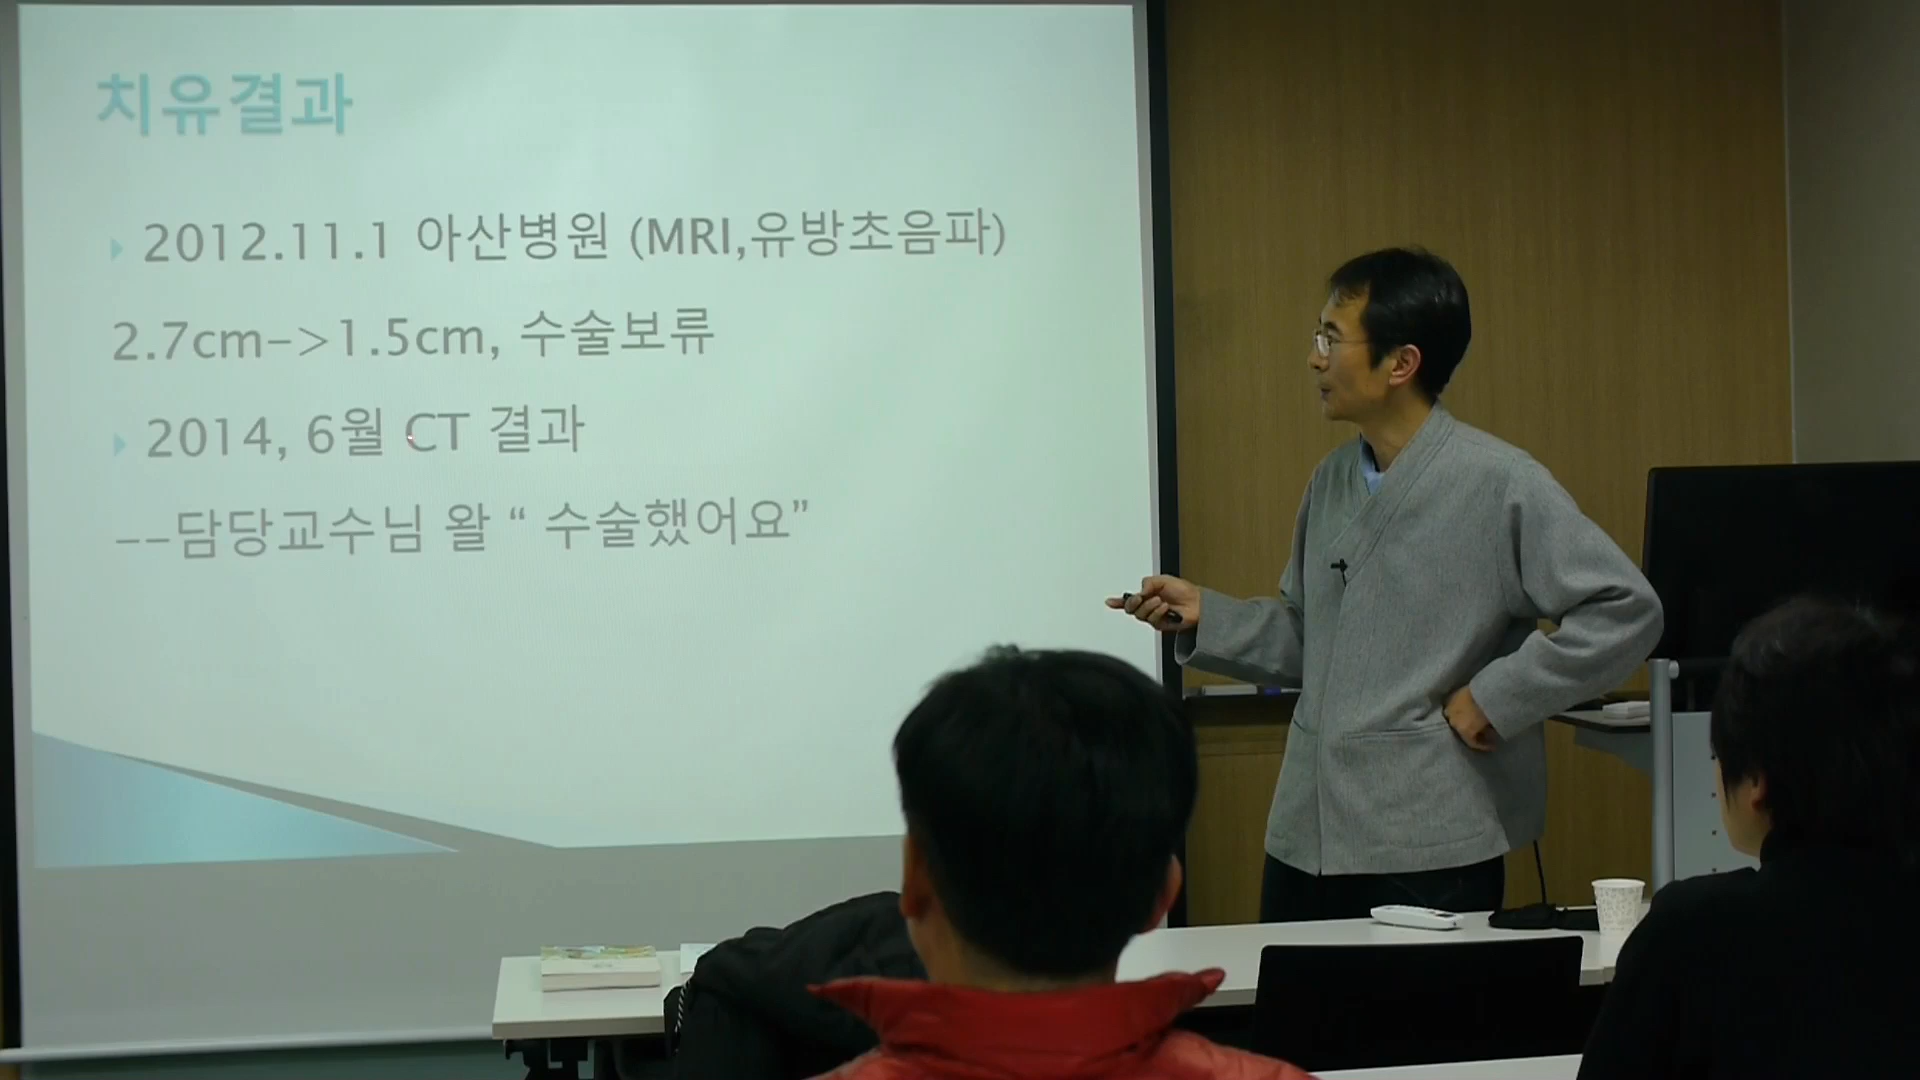 치유결과
2012.11.1 아산병원 (MRI,유방초음파)
2.7cm->1.5cm, 수술보류
2014, 6월 CT 결과
--담당교수님 왈 “ 수술했어요”